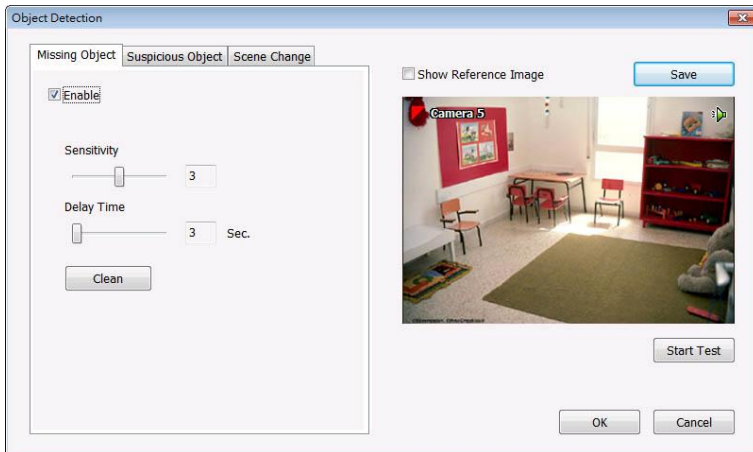 Object Detection
Missing Object Suspicious Object Scene Change
Enable
Sensitivity
3
Delay Time
3 Sec.
Clean
Show Reference Image Save
Camera 5
Start Test
OK Cancel